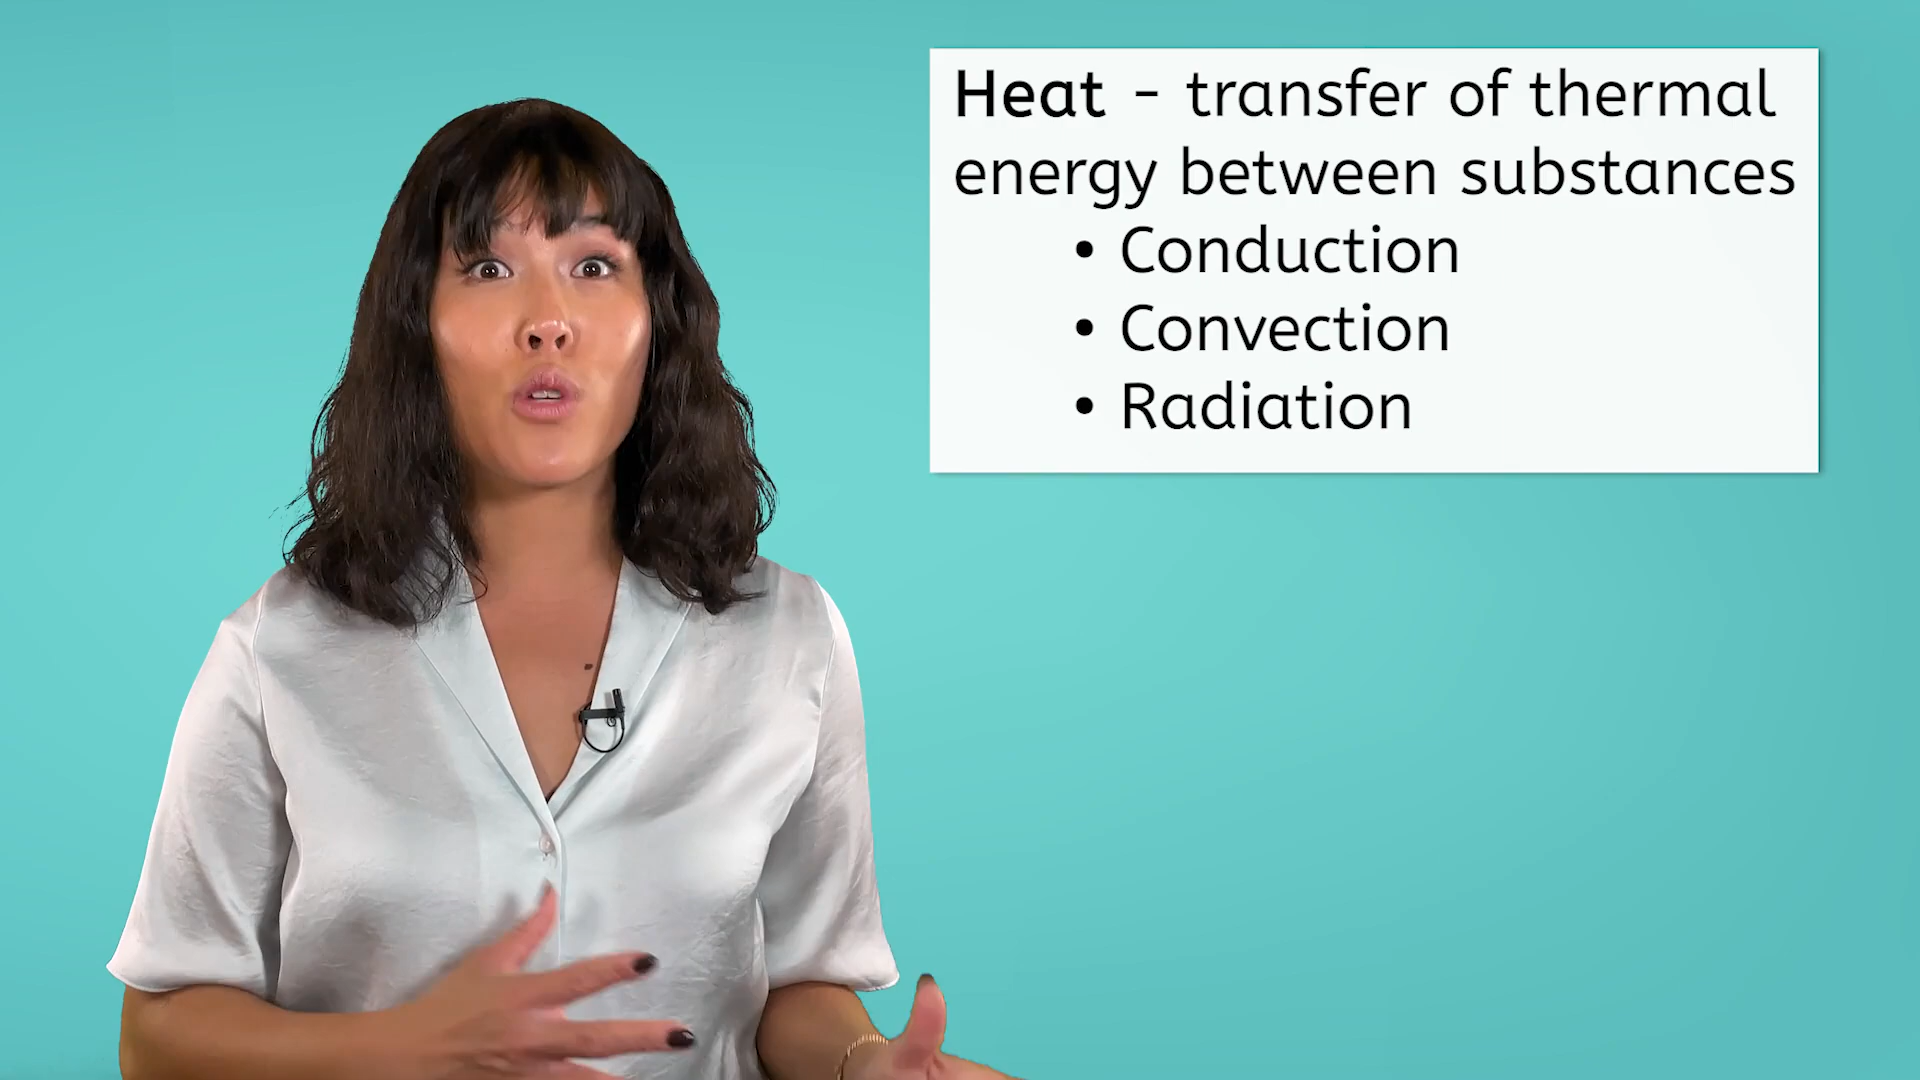 Heat - transfer of thermal
energy between substances
• Conduction
• Convection
• Radiation